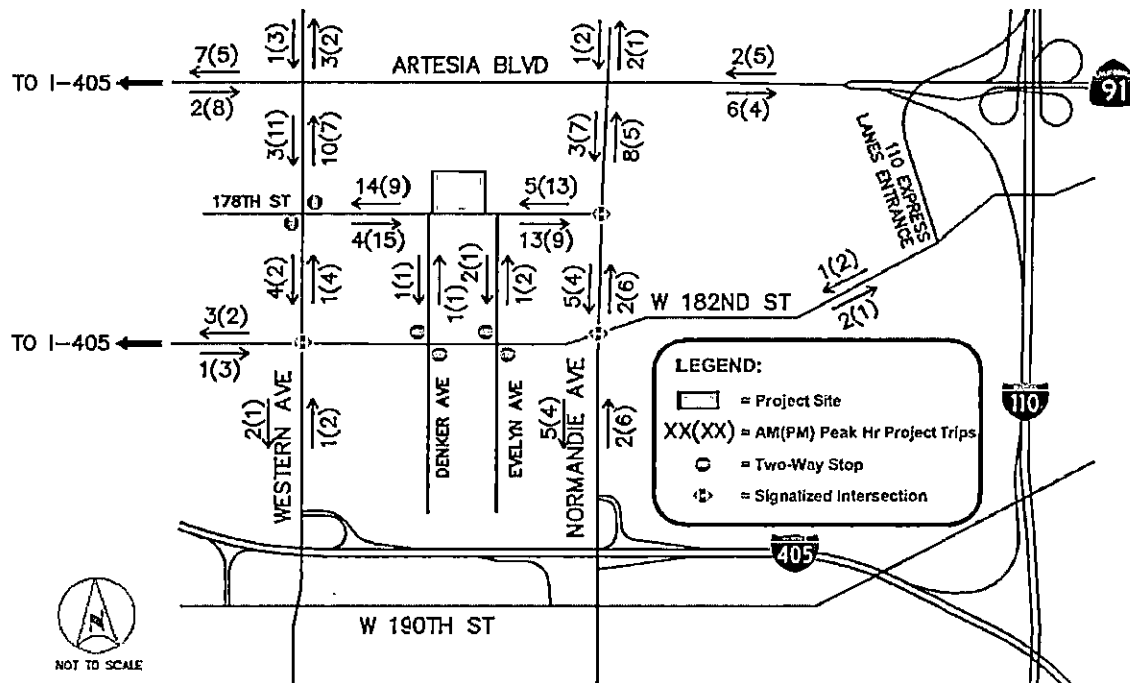 1(3)
3(2)
1(2)
2(1)
7(5)
ARTESIA BLVD
2(5)
TO I-405
2(8)
6(4)
91
3(11)
10(7)
3(7)
8(5)
110 EXPRESS
LANES ENTRANCE
178TH ST
14(9)
5(13)
4(15)
13(9)
4(2)
1(4)
1(1)
1(1)
2(1)
1(2)
5(4)
2(6)
W 182ND ST
1(2)
2(1)
3(2)
TO I-405
1(3)
2(1)
1(2)
5(4)
2(6)
WESTERN AVE
DENKER AVE
EVELYN AVE
NORMANDIE AVE
LEGEND:
= Project Site
XX(XX) = AM(PM) Peak Hr Project Trips
= Two-Way Stop
= Signalized Intersection
110
405
W 190TH ST
NOT TO SCALE